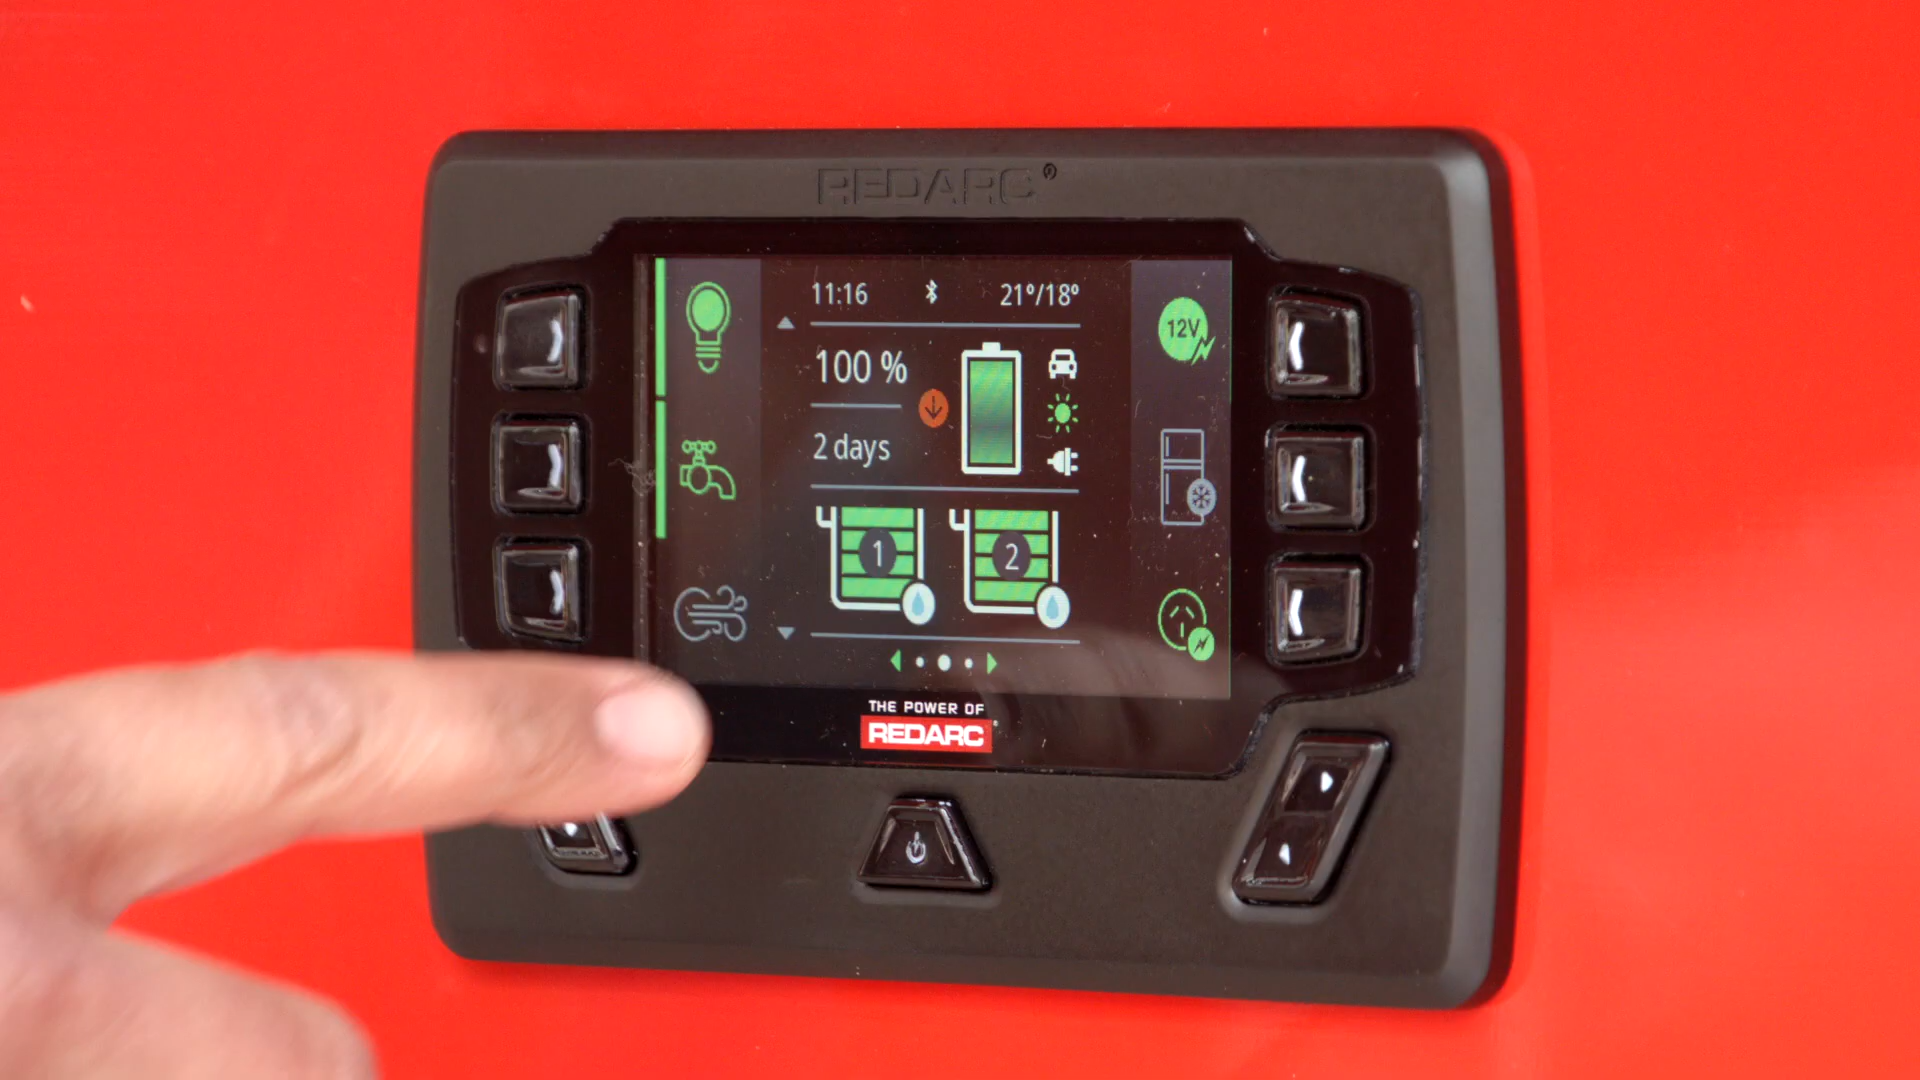 REDARC
11:16 21°/18°
12V
100 %
2 days
1 2
THE POWER OF
REDARC